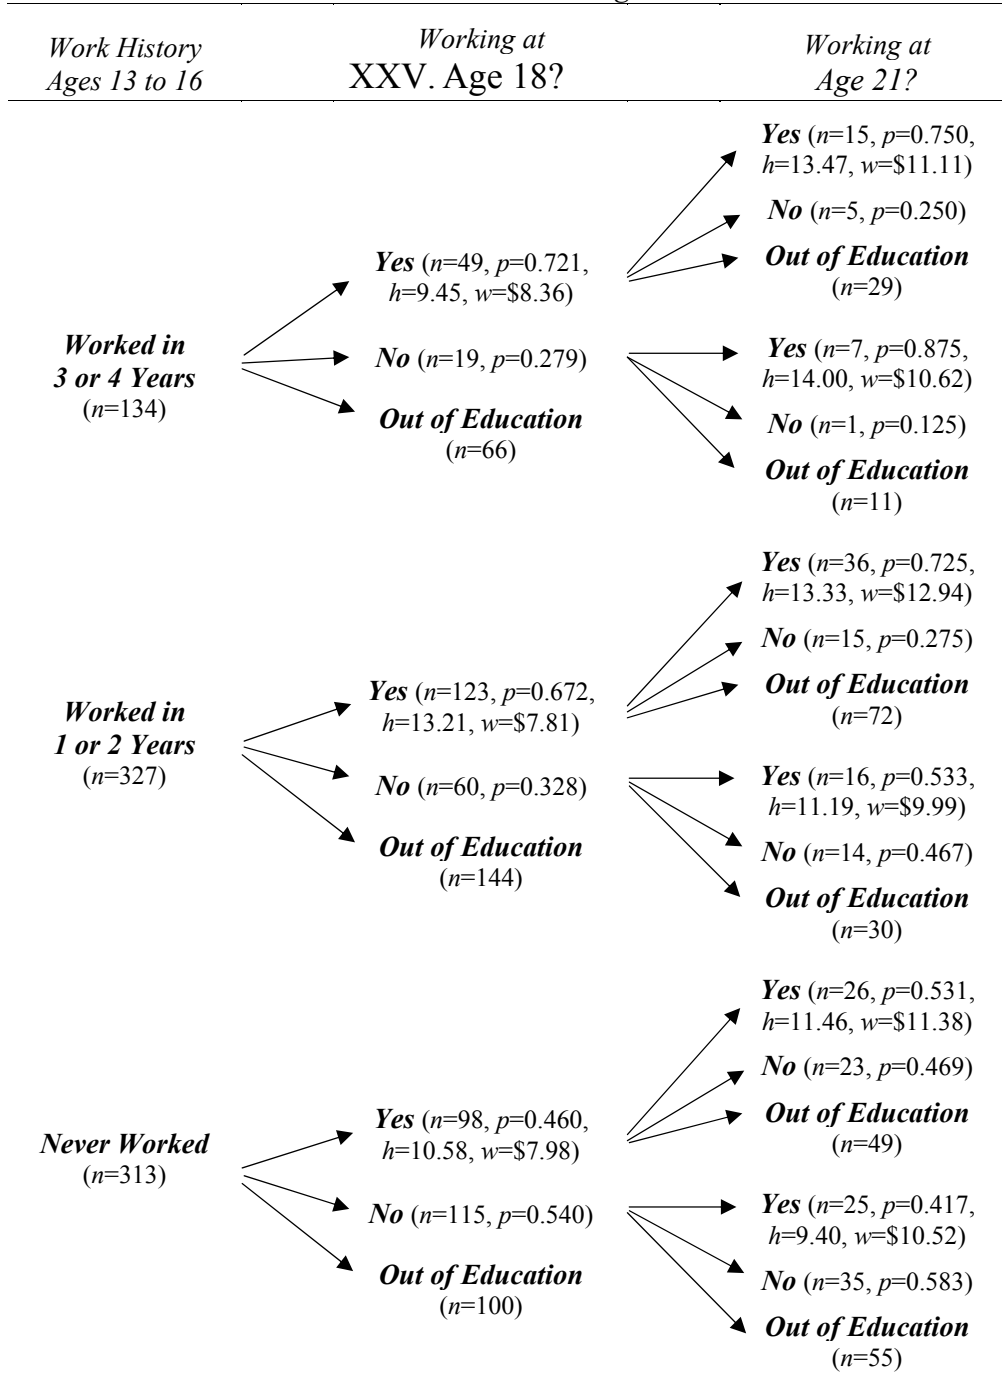 Work History
Ages 13 to 16
Working at
XXV. Age 18?
Working at
Age 21?
Worked in
3 or 4 Years
(n=134)
Yes (n=49, p=0.721,
h=9.45, w=$8.36)
No (n=19, p=0.279)
Out of Education
(n=66)
Yes (n=15, p=0.750,
h=13.47, w=$11.11)
No (n=5, p=0.250)
Out of Education
(n=29)
Yes (n=7, p=0.875,
h=14.00, w=$10.62)
No (n=1, p=0.125)
Out of Education
(n=11)
Worked in
1 or 2 Years
(n=327)
Yes (n=123, p=0.672,
h=13.21, w=$7.81)
No (n=60, p=0.328)
Out of Education
(n=144)
Yes (n=36, p=0.725,
h=13.33, w=$12.94)
No (n=15, p=0.275)
Out of Education
(n=72)
Yes (n=16, p=0.533,
h=11.19, w=$9.99)
No (n=14, p=0.467)
Out of Education
(n=30)
Never Worked
(n=313)
Yes (n=98, p=0.460,
h=10.58, w=$7.98)
No (n=115, p=0.540)
Out of Education
(n=100)
Yes (n=26, p=0.531,
h=11.46, w=$11.38)
No (n=23, p=0.469)
Out of Education
(n=49)
Yes (n=25, p=0.417,
h=9.40, w=$10.52)
No (n=35, p=0.583)
Out of Education
(n=55)